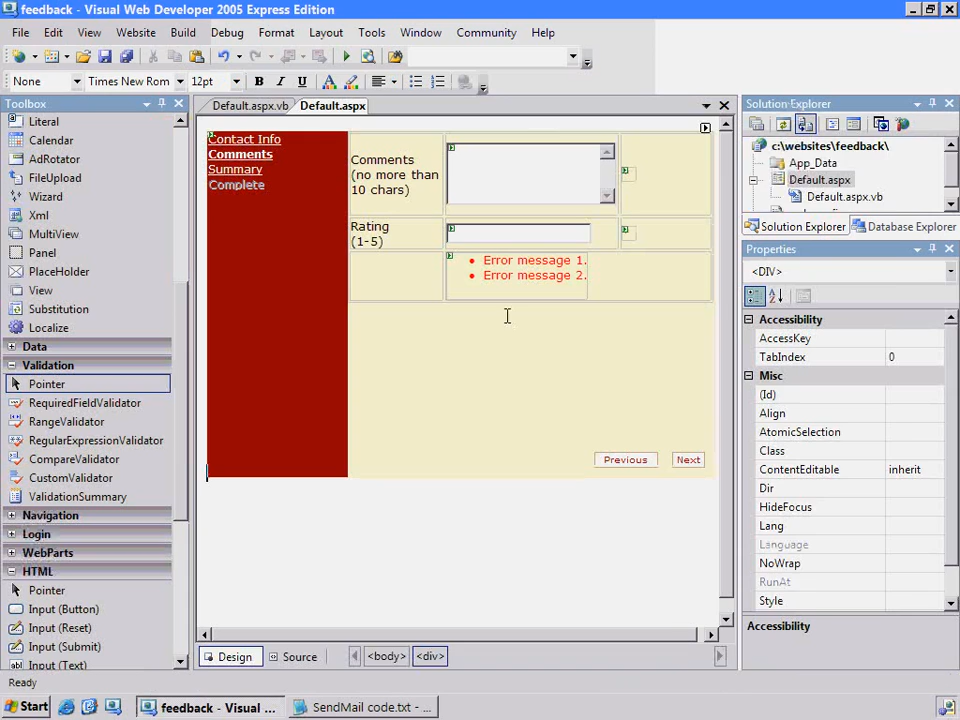 feedback - Visual Web Developer 2005 Express Edition
File Edit View Website Build Debug Format Layout Tools Window Community Help
None Times New Rom 12pt B I U A
Toolbox
Literal
Calendar
AdRotator
FileUpload
Wizard
Xml
MultiView
Panel
PlaceHolder
View
Substitution
Localize
Data
Validation
Pointer
RequiredFieldValidator
RangeValidator
RegularExpressionValidator
CompareValidator
CustomValidator
ValidationSummary
Navigation
Login
WebParts
HTML
Pointer
Input (Button)
Input (Reset)
Input (Submit)
Input (Text)
Default.aspx.vb Default.aspx
Contact Info
Comments
Summary
Complete
Comments
(no more than
10 chars)
Rating
(1-5)
• Error message 1.
• Error message 2.
Previous Next
Design Source <body> <div>
Solution Explorer
c:\websites\feedback\
App_Data
Default.aspx
Default.aspx.vb
Solution Explorer Database Explorer
Properties
<DIV>
Accessibility
AccessKey
TabIndex 0
Misc
(Id)
Align
AtomicSelection
Class
ContentEditable inherit
Dir
HideFocus
Lang
Language
NoWrap
RunAt
Style
Accessibility
Ready
Start feedback - Visual ... SendMail code.txt - ...